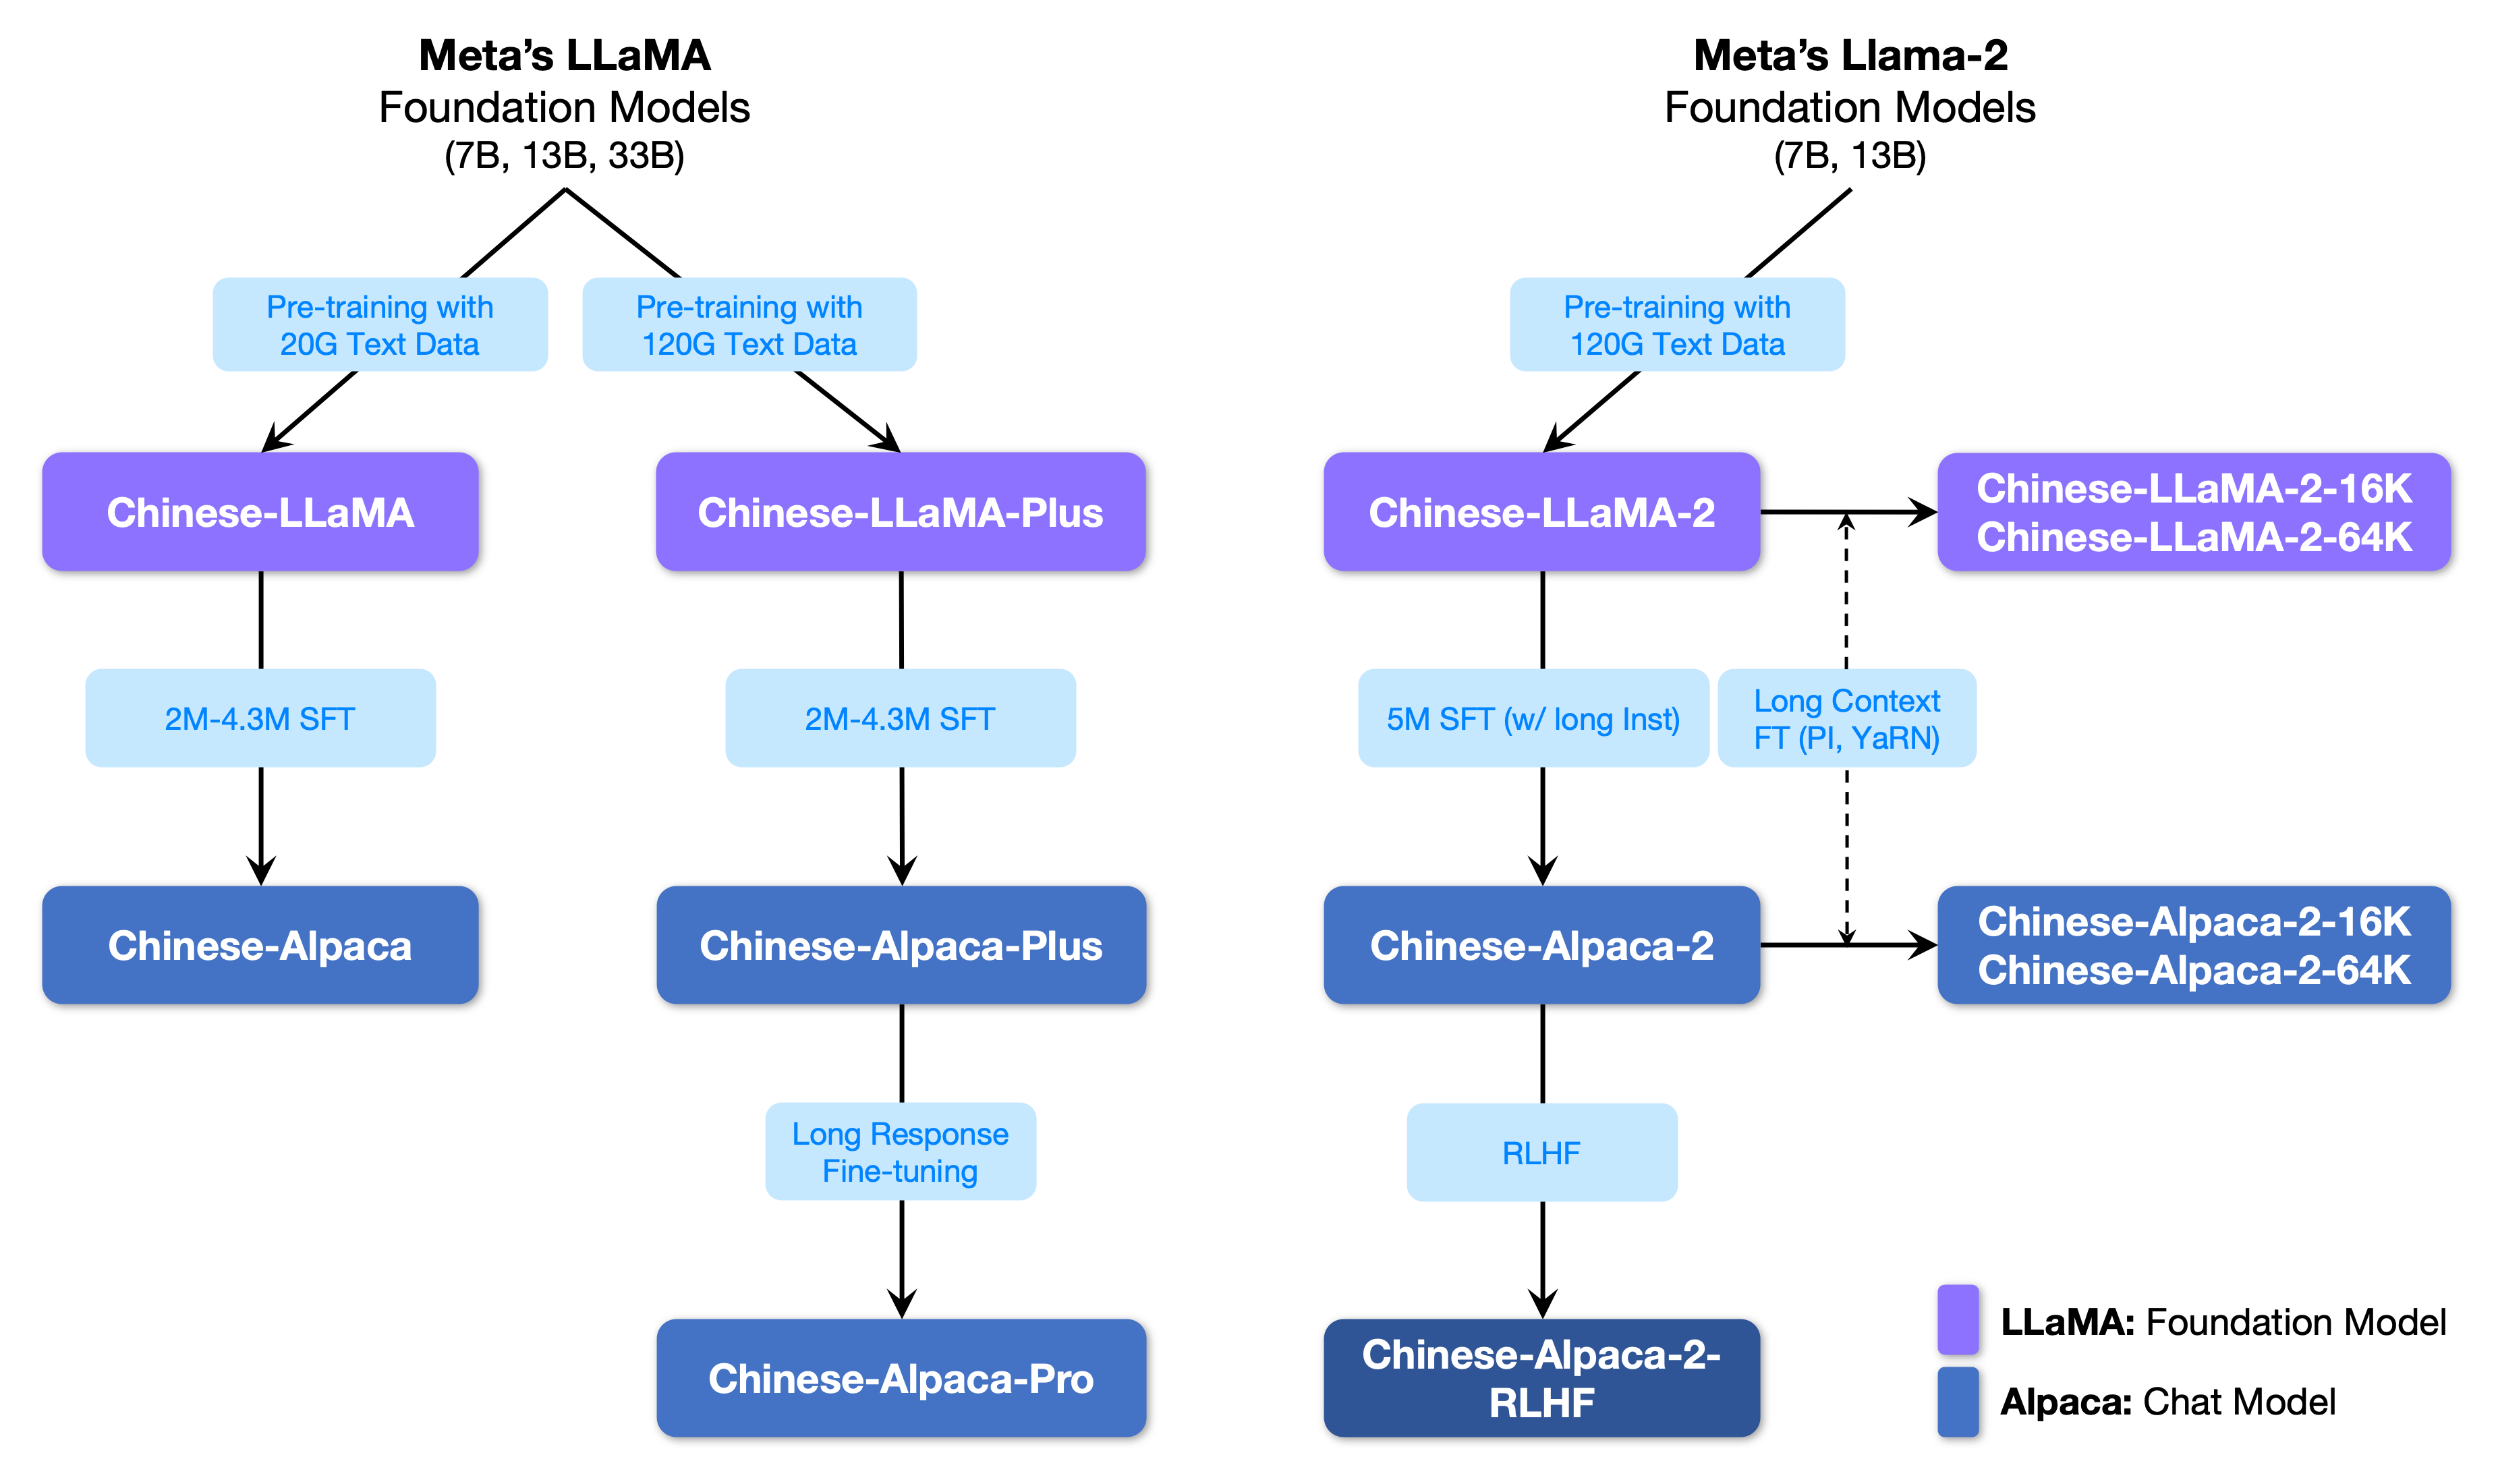 Meta’s LLaMA
Foundation Models
(7B, 13B, 33B)
Meta’s Llama-2
Foundation Models
(7B, 13B)
Pre-training with
20G Text Data
Pre-training with
120G Text Data
Pre-training with
120G Text Data
Chinese-LLaMA
Chinese-LLaMA-Plus
Chinese-LLaMA-2
Chinese-LLaMA-2-16K
Chinese-LLaMA-2-64K
2M-4.3M SFT
2M-4.3M SFT
5M SFT (w/ long Inst)
Long Context
FT (PI, YaRN)
Chinese-Alpaca
Chinese-Alpaca-Plus
Chinese-Alpaca-2
Chinese-Alpaca-2-16K
Chinese-Alpaca-2-64K
Long Response
Fine-tuning
RLHF
Chinese-Alpaca-Pro
Chinese-Alpaca-2-
RLHF
LLaMA: Foundation Model
Alpaca: Chat Model